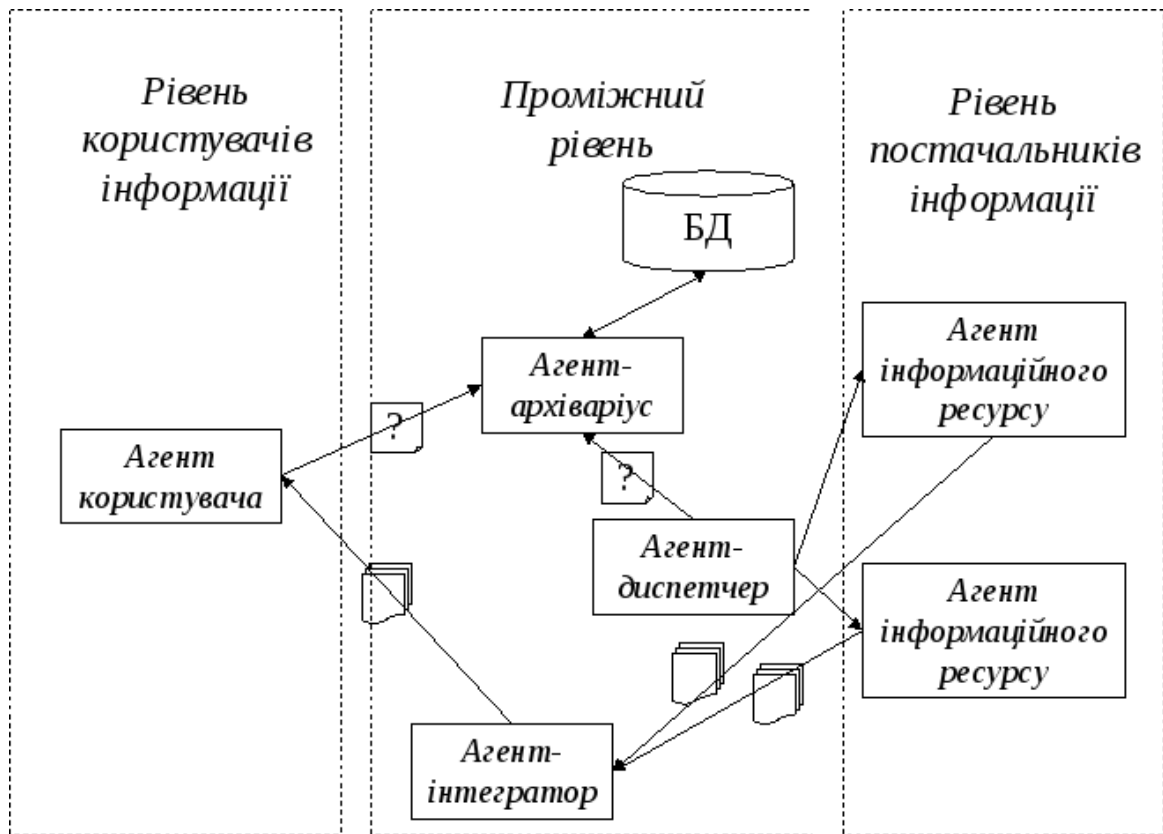 Рівень
користувачів
інформації
Проміжний
рівень
Рівень
постачальників
інформації
БД
Агент-
архіваріус
Агент
інформаційного
ресурсу
?
Агент
користувача
?
Агент-
диспетчер
Агент
інформаційного
ресурсу
Агент-
інтегратор